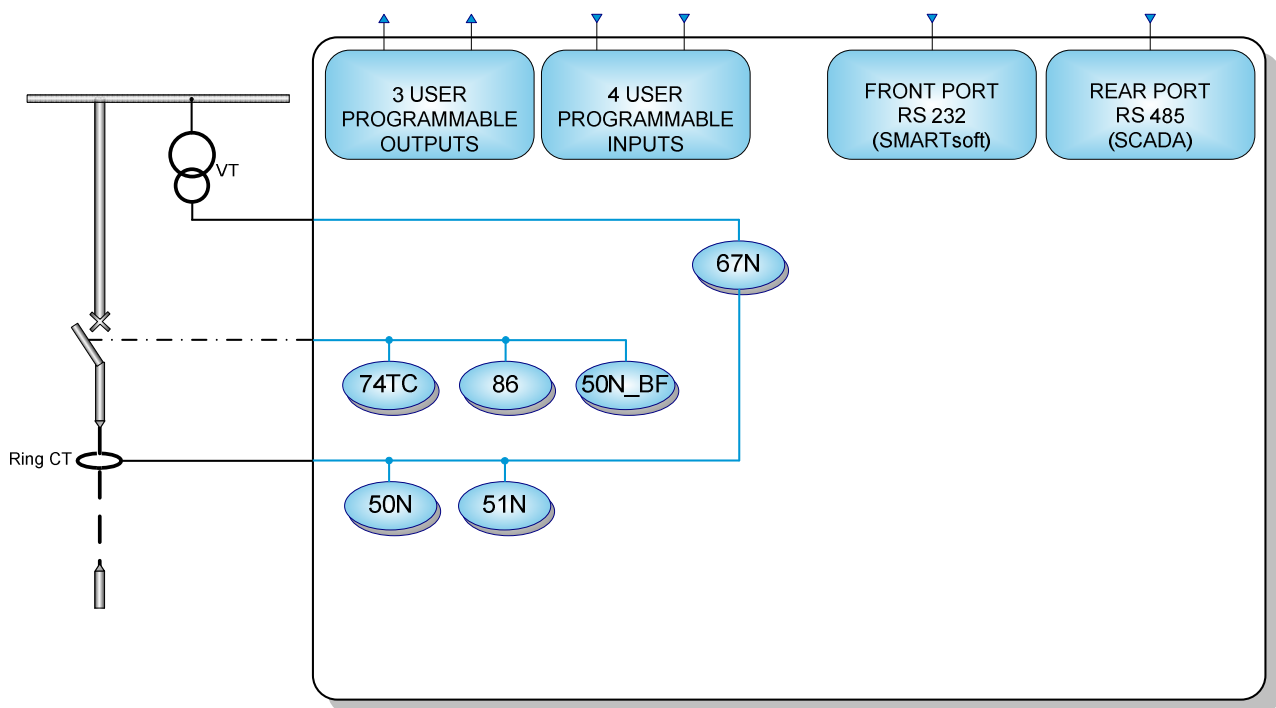 3 USER
PROGRAMMABLE
OUTPUTS
4 USER
PROGRAMMABLE
INPUTS
FRONT PORT
RS 232
(SMARTsoft)
REAR PORT
RS 485
(SCADA)
VT
67N
74TC
86
50N_BF
Ring CT
50N
51N